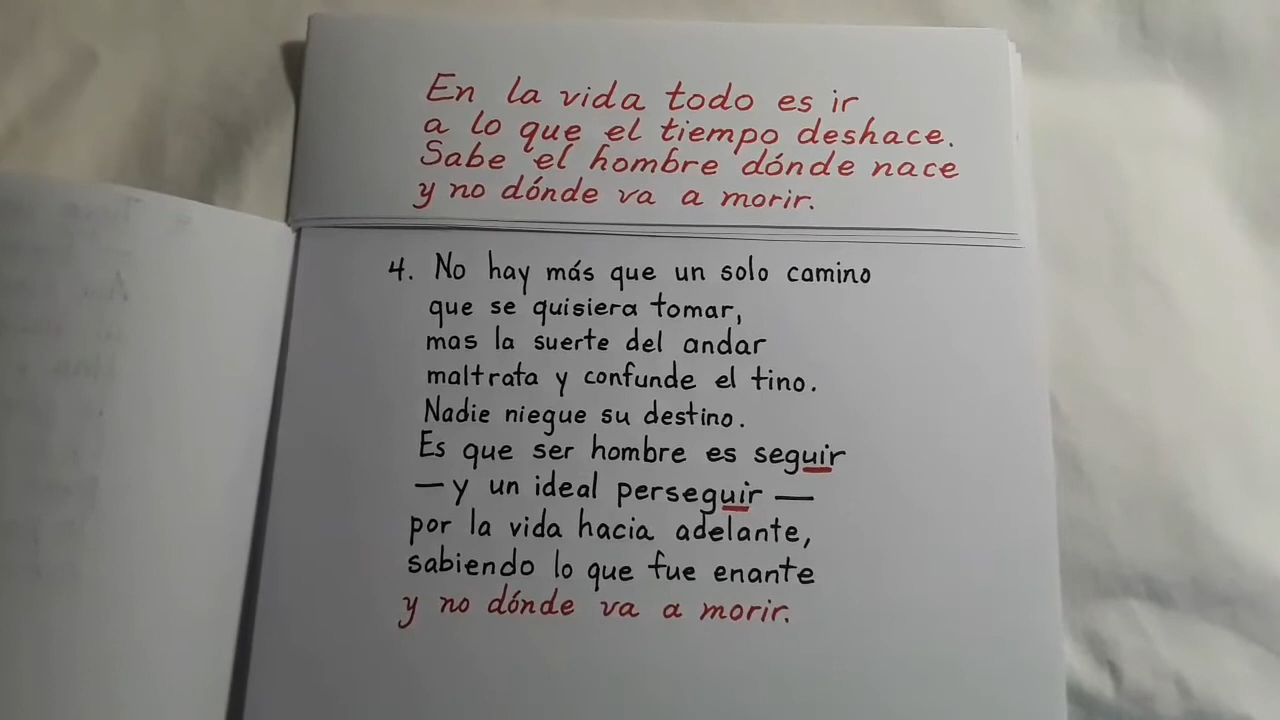 En la vida todo es ir
a lo que el tiempo deshace.
Sabe el hombre dónde nace
y no dónde va a morir.
4. No hay más que un solo camino
que se quisiera tomar,
mas la suerte del andar
maltrata y confunde el tino.
Nadie niegue su destino.
Es que ser hombre es seguir
— y un ideal perseguir —
por la vida hacia adelante,
sabiendo lo que fue enante
y no dónde va a morir.